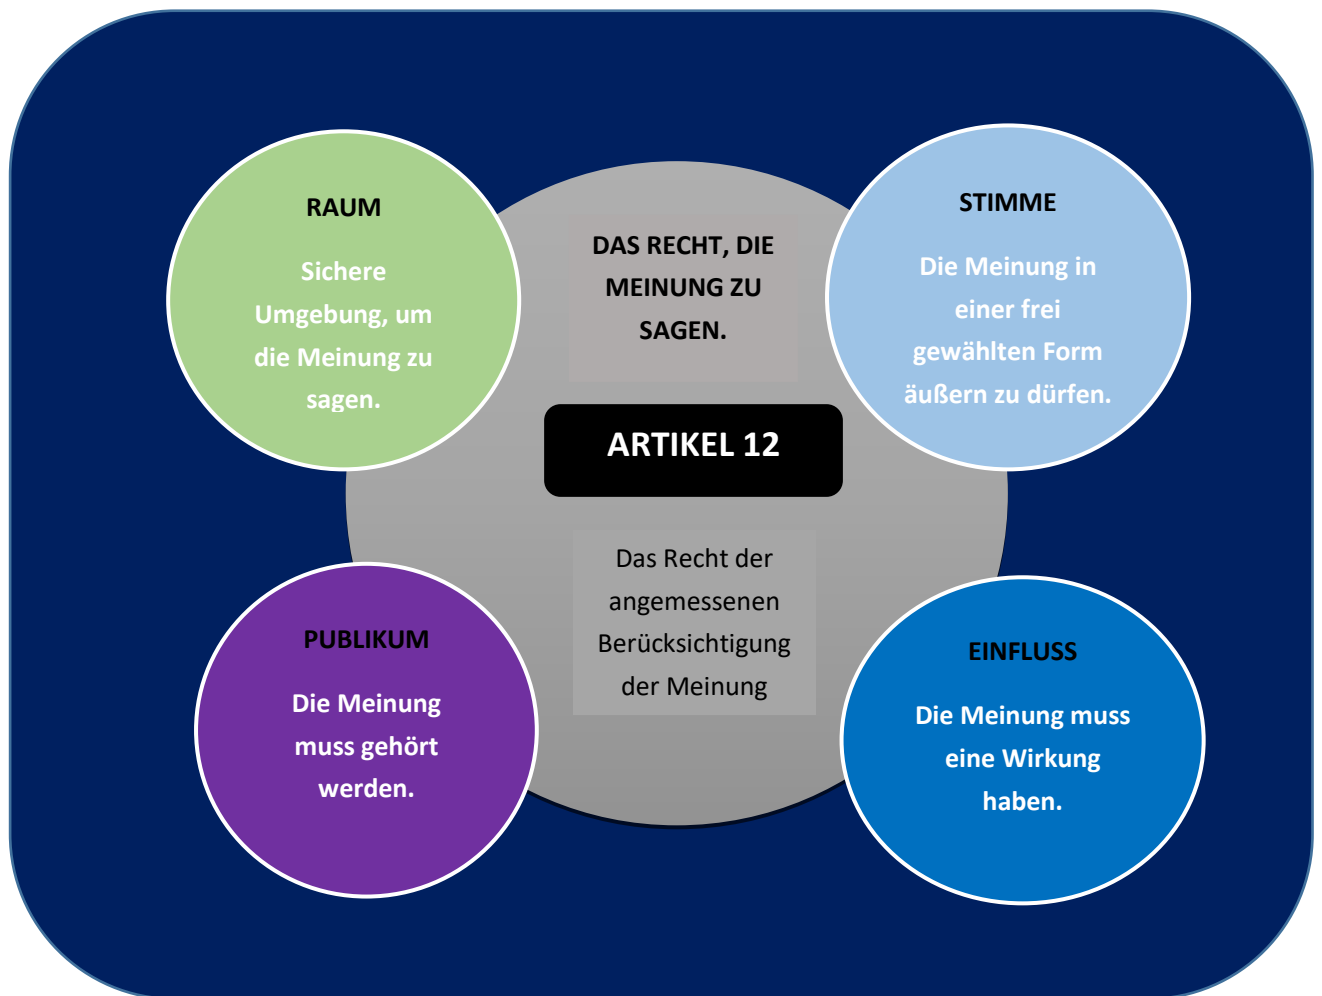 RAUM
Sichere
Umgebung, um
die Meinung zu
sagen.
DAS RECHT, DIE
MEINUNG ZU
SAGEN.
STIMME
Die Meinung in
einer frei
gewählten Form
äußern zu dürfen.
ARTIKEL 12
Das Recht der
angemessenen
Berücksichtigung
der Meinung
PUBLIKUM
Die Meinung
muss gehört
werden.
EINFLUSS
Die Meinung muss
eine Wirkung
haben.